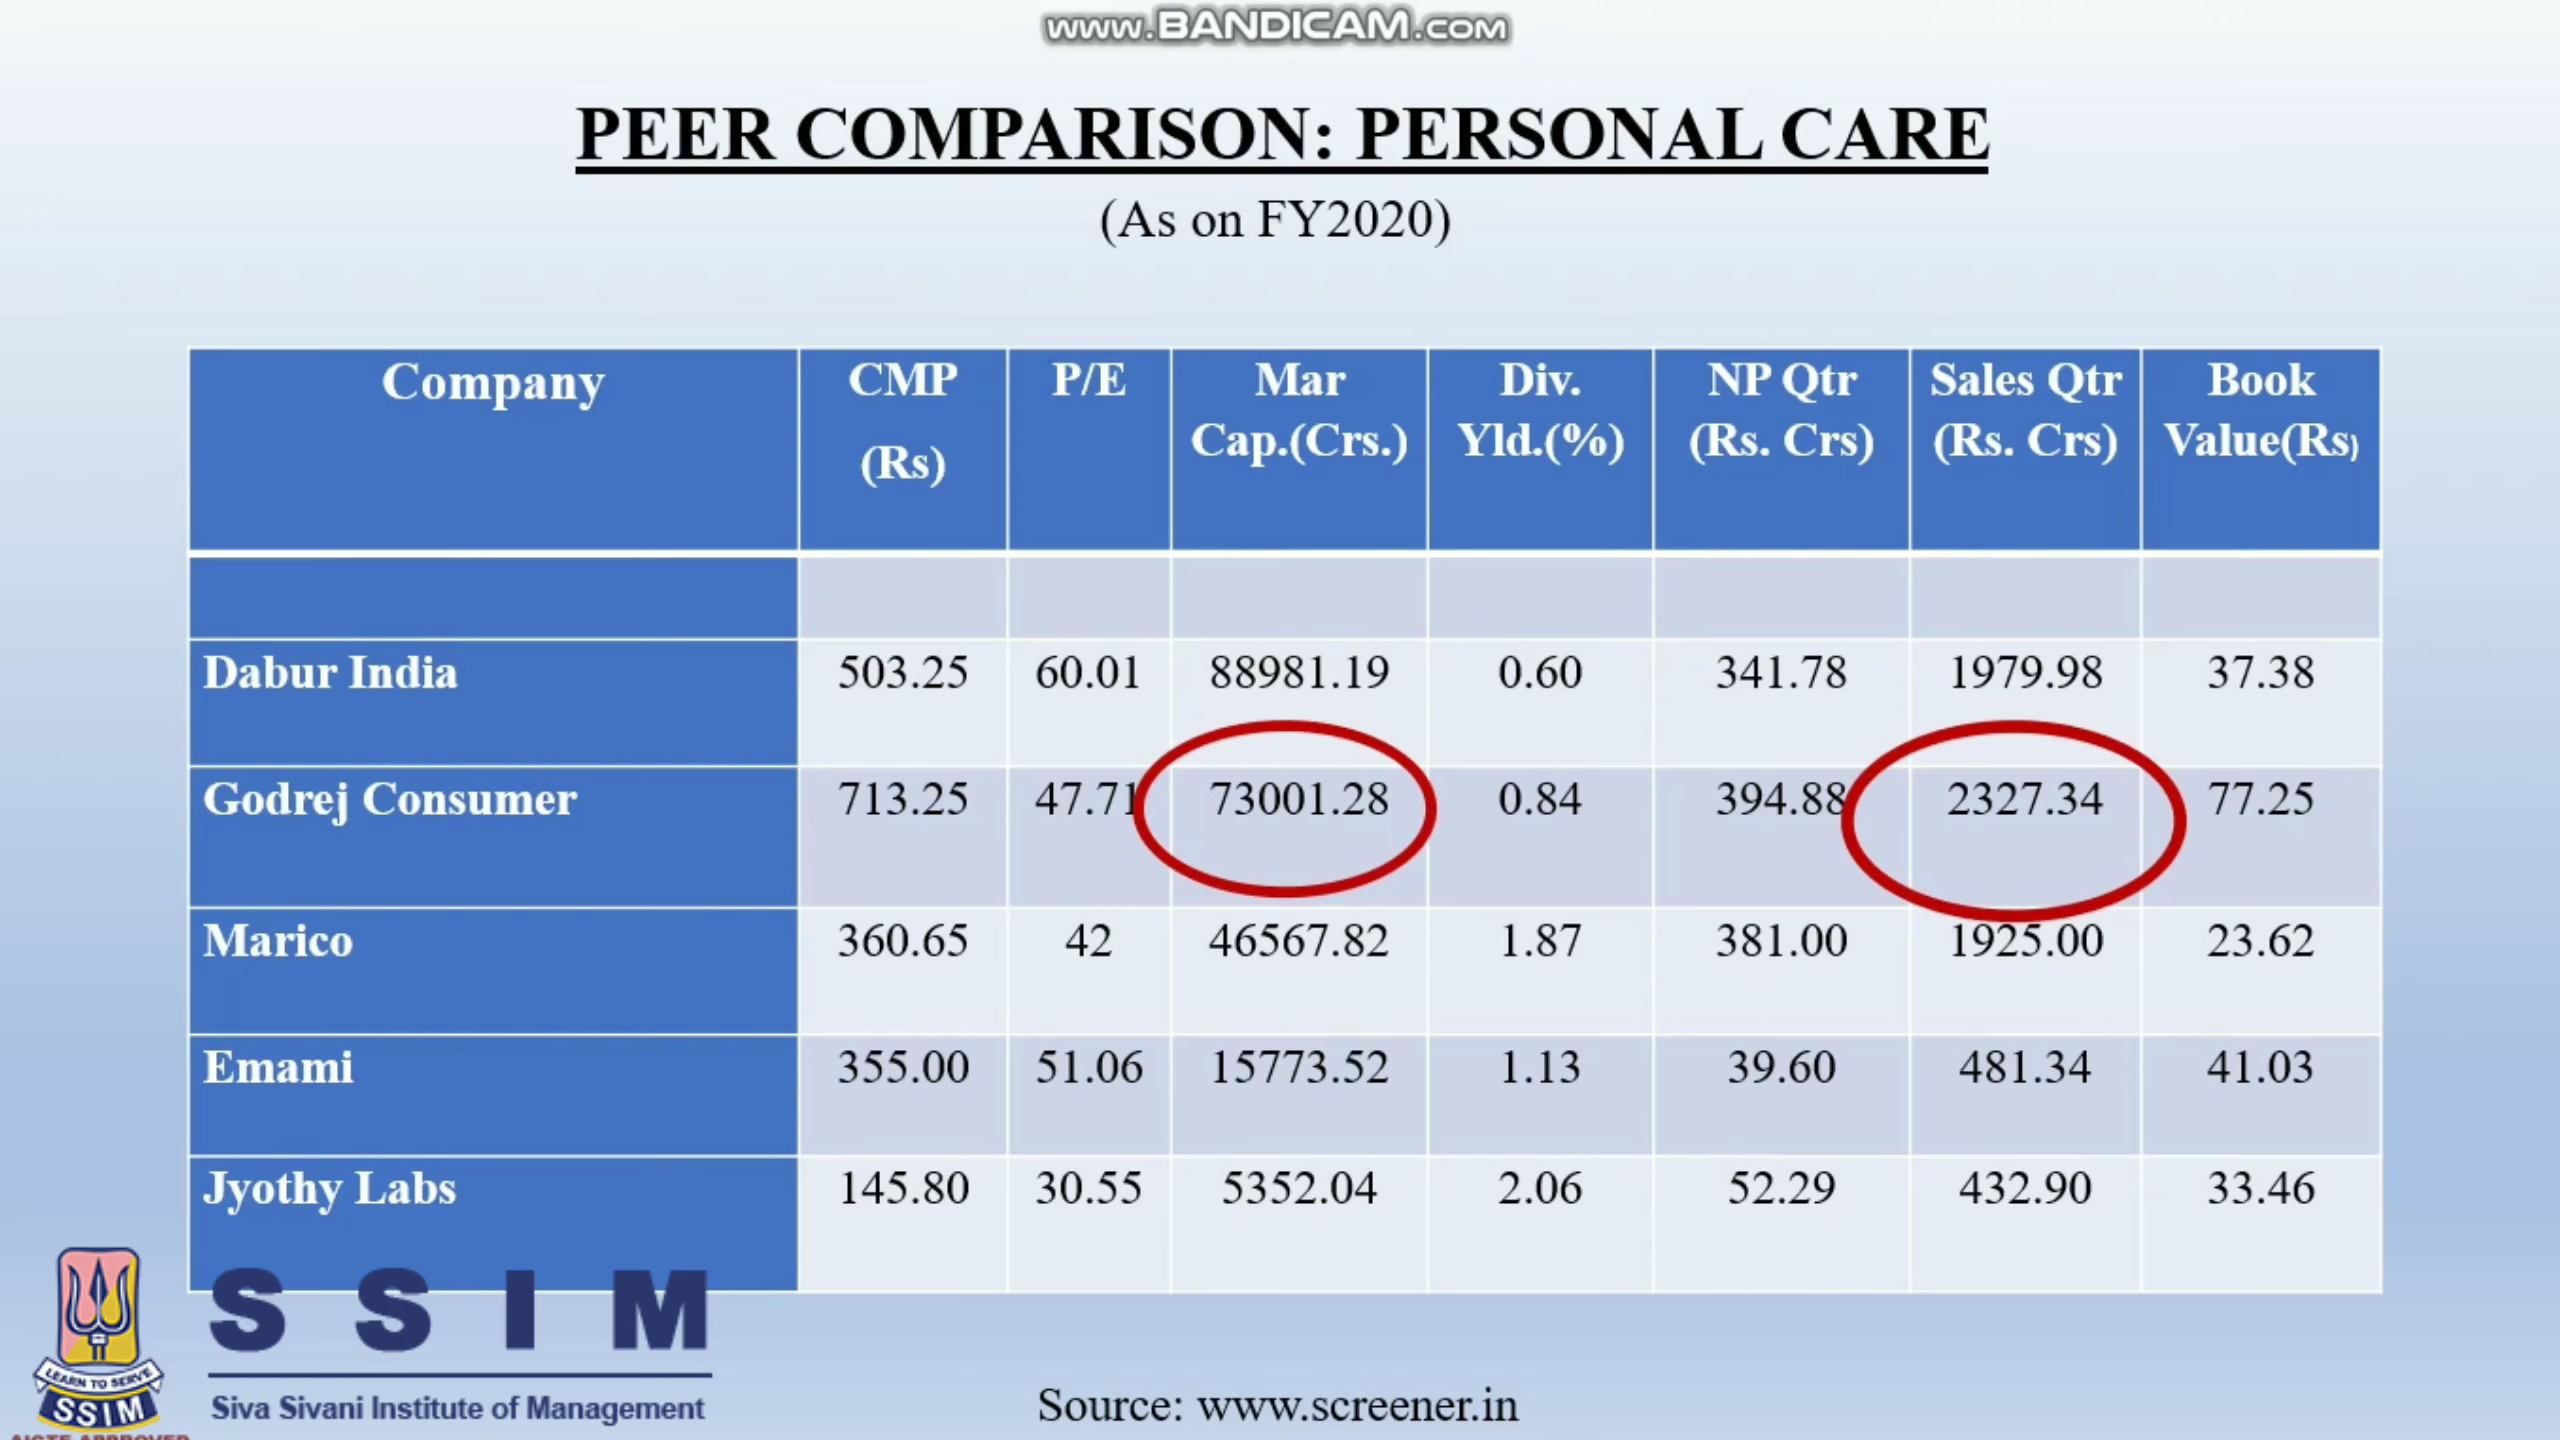 www.BANDICAM.com
PEER COMPARISON: PERSONAL CARE
(As on FY2020)
Company CMP (Rs) P/E Mar Cap.(Crs.) Div. Yld.(%) NP Qtr (Rs. Crs) Sales Qtr (Rs. Crs) Book Value(Rs)
Dabur India 503.25 60.01 88981.19 0.60 341.78 1979.98 37.38
Godrej Consumer 713.25 47.71 73001.28 0.84 394.88 2327.34 77.25
Marico 360.65 42 46567.82 1.87 381.00 1925.00 23.62
Emami 355.00 51.06 15773.52 1.13 39.60 481.34 41.03
Jyothy Labs 145.80 30.55 5352.04 2.06 52.29 432.90 33.46
SSIM
Siva Sivani Institute of Management
LEARN TO SERVE
SSIM
AICTE APPROVED
Source: www.screener.in